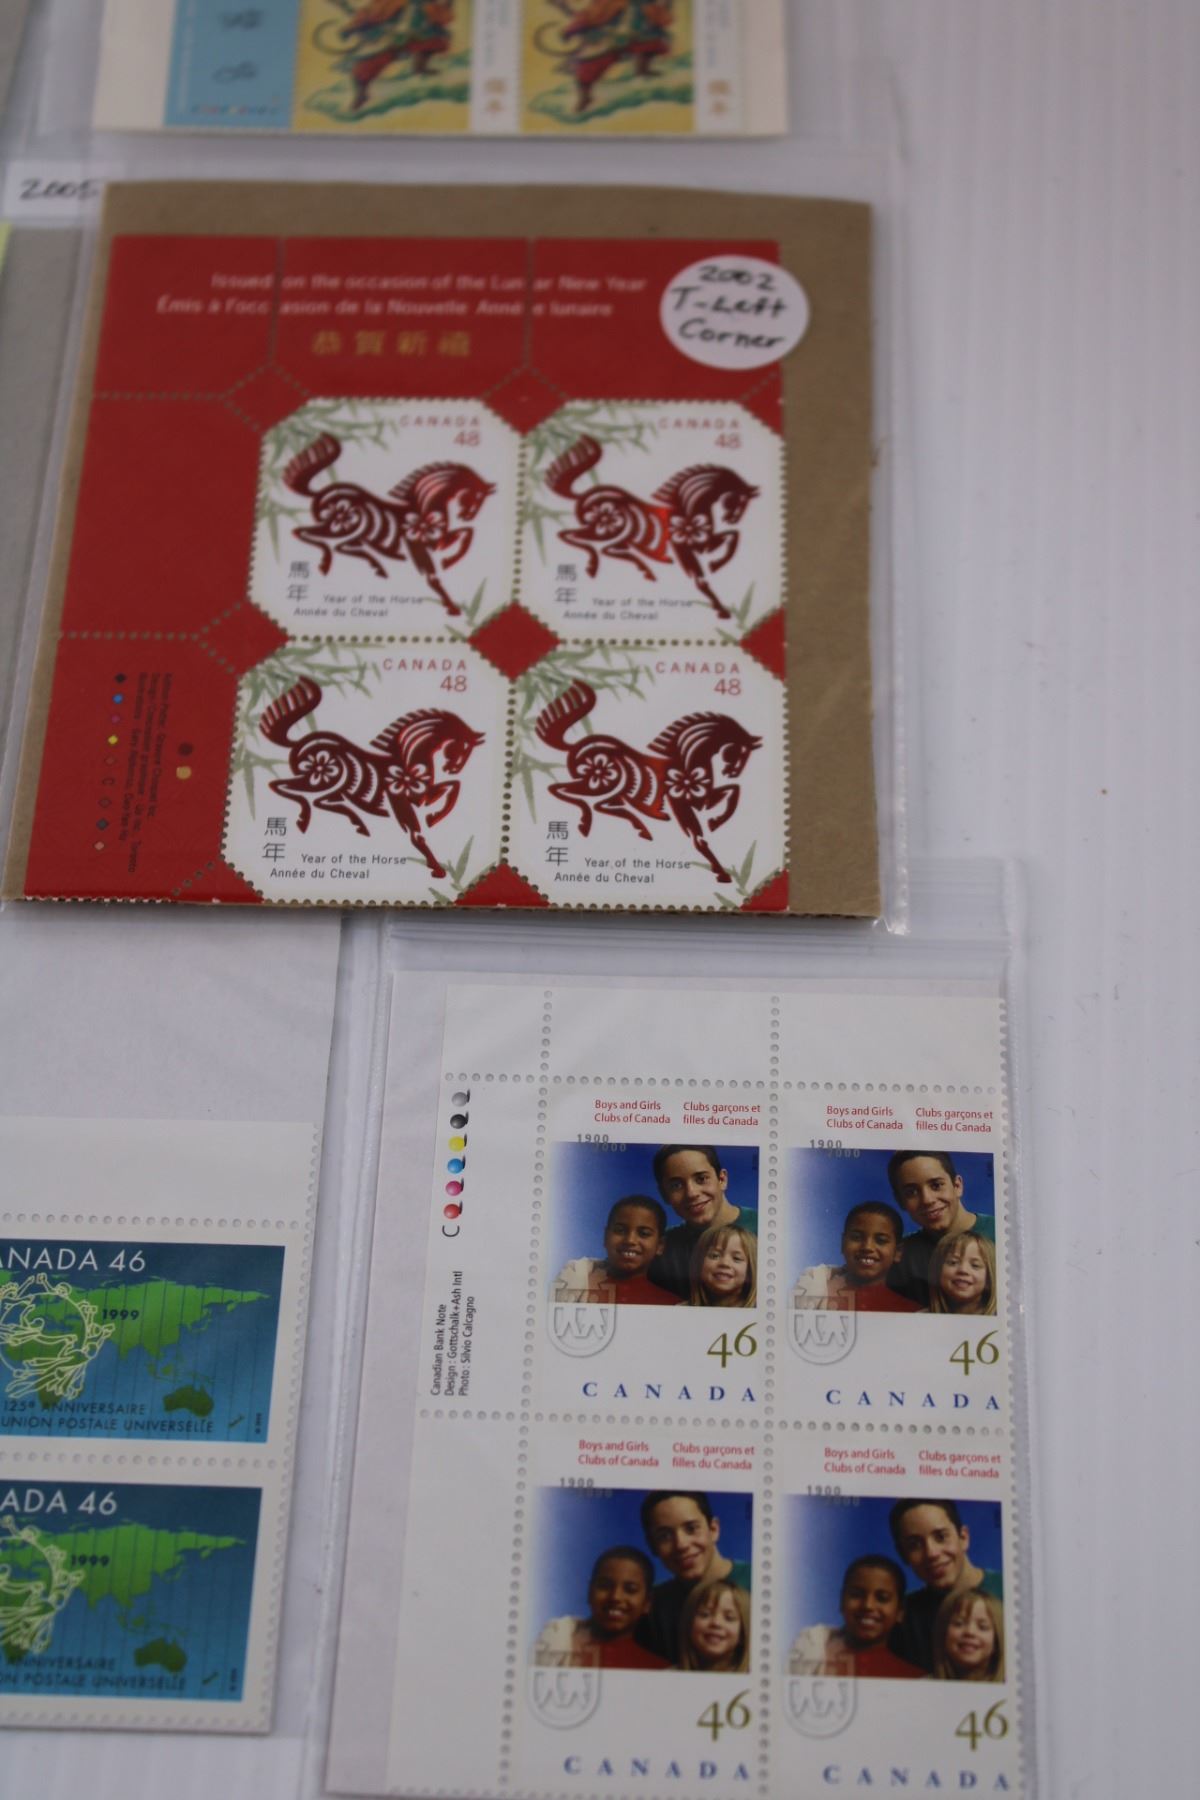 2005
Issued on the occasion of the Lunar New Year
Émis à l'occasion de la Nouvelle Année lunaire
恭賀新禧
2002
T-Left
Corner
CANADA
48
馬年
Year of the Horse
Année du Cheval
CANADA
48
馬年
Year of the Horse
Année du Cheval
CANADA
48
馬年
Year of the Horse
Année du Cheval
CANADA
48
馬年
Year of the Horse
Année du Cheval
ANADA 46
1999
125e ANNIVERSAIRE
UNION POSTALE UNIVERSELLE
ADA 46
1999
ANNIVERSAIRE
ION POSTALE UNIVERSELLE
C
Canadian Bank Note
Design: Gottschalk+Ash Intl
Photo: Silvio Calcagno
Boys and Girls Clubs garçons et
Clubs of Canada filles du Canada
1900
2000
46
CANADA
Boys and Girls Clubs garçons et
Clubs of Canada filles du Canada
1900
2000
46
CANADA
Boys and Girls Clubs garçons et
Clubs of Canada filles du Canada
1900
2000
46
CANADA
Boys and Girls Clubs garçons et
Clubs of Canada filles du Canada
1900
2000
46
CANADA